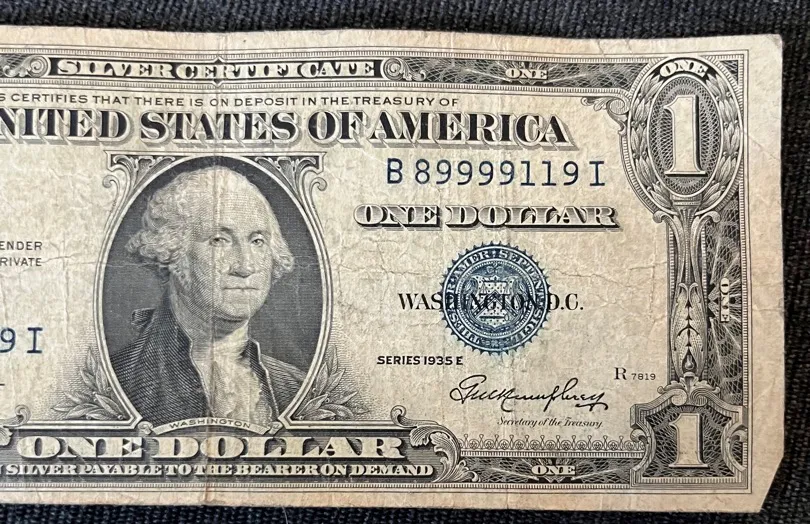 SILVER CERTIFICATE
ONE
ONE
S CERTIFIES THAT THERE IS ON DEPOSIT IN THE TREASURY OF
NITED STATES OF AMERICA
1
B 89999119 I
ONE DOLLAR
ENDER
RIVATE
WASHINGTON, D.C.
ONE
9 I
SERIES 1935 E
R 7819
Secretary of the Treasury
WASHINGTON
ONE DOLLAR
1
N SILVER PAYABLE TO THE BEARER ON DEMAND
ONE